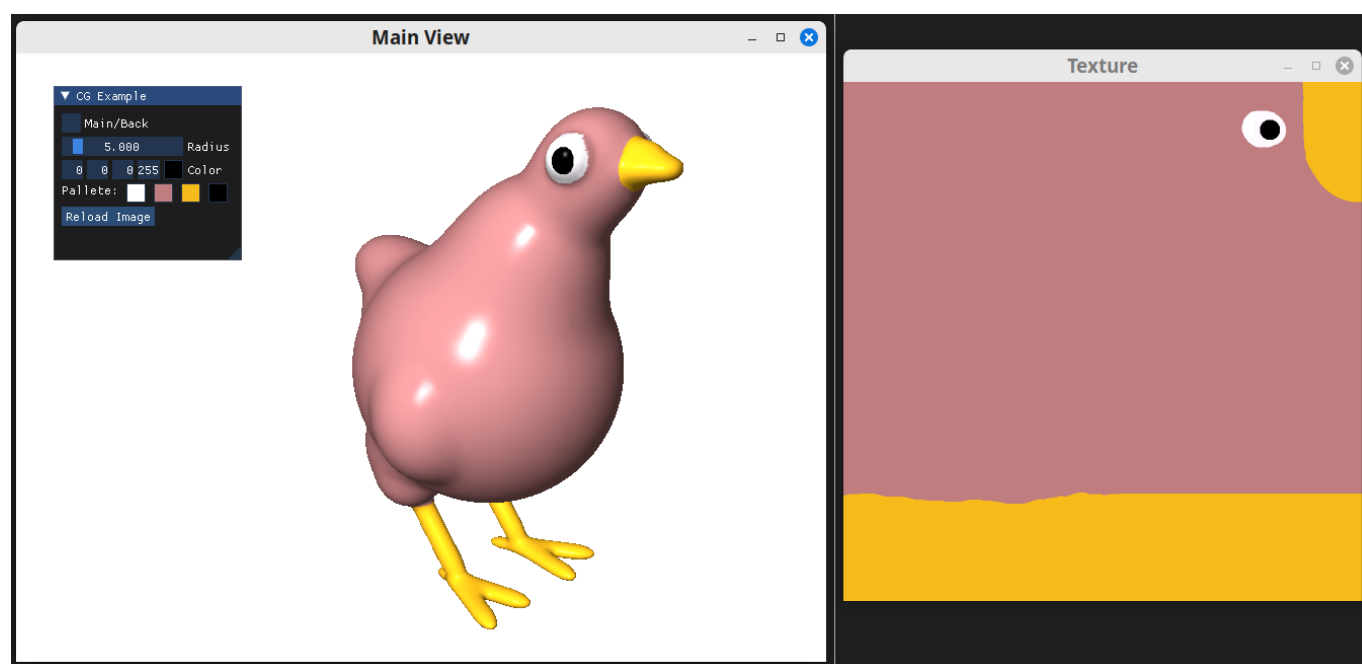 Main View
CG Example
Main/Back
5.000 Radius
0 0 0 255 Color
Pallete:
Reload Image
Texture